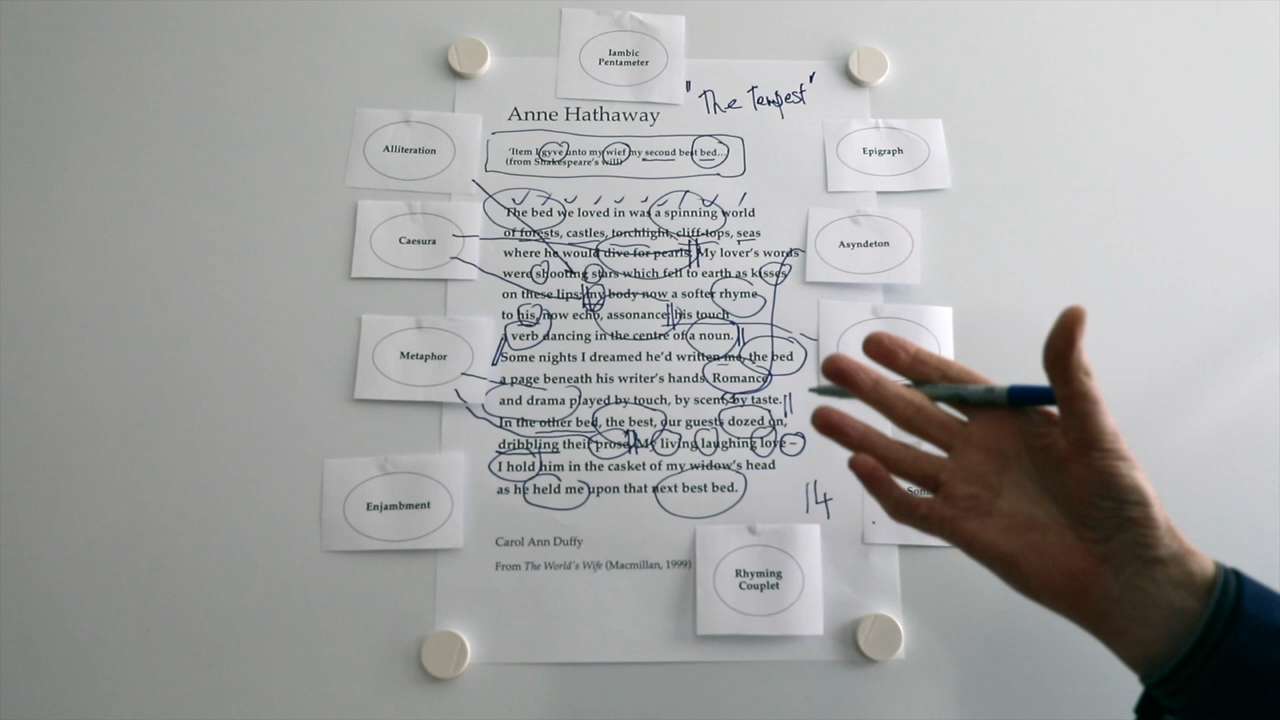 Iambic
Pentameter
"The Tempest"
Anne Hathaway
'Item I gyve unto my wief my second best bed...
(from Shakespeare's will)
Alliteration
Epigraph
Caesura
Asyndeton
The bed we loved in was a spinning world
of forests, castles, torchlight, cliff-tops, seas
where he would dive for pearls. My lover's words
were shooting stars which fell to earth as kisses
on these lips; my body now a softer rhyme
to his, now echo, assonance; his touch
a verb dancing in the centre of a noun.
Some nights I dreamed he'd written me, the bed
a page beneath his writer's hands. Romance
and drama played by touch, by scent, by taste.
In the other bed, the best, our guests dozed on,
dribbling their prose. My living laughing love –
I hold him in the casket of my widow's head
as he held me upon that next best bed.
Metaphor
Enjambment
14
Carol Ann Duffy
From The World's Wife (Macmillan, 1999)
Rhyming
Couplet